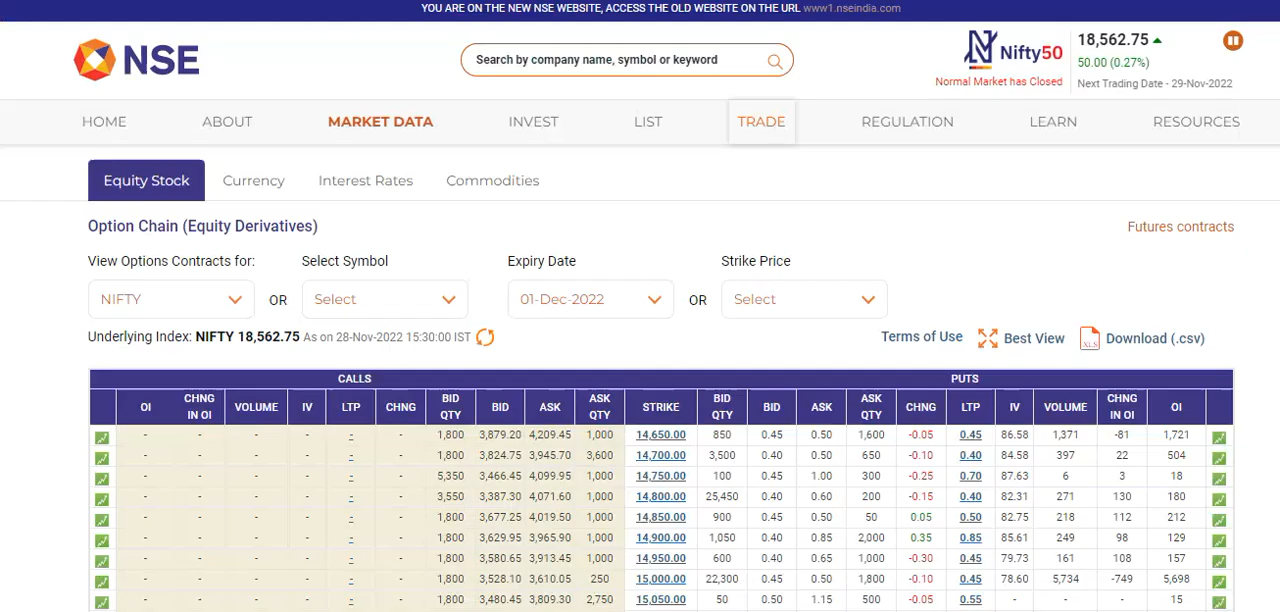 YOU ARE ON THE NEW NSE WEBSITE, ACCESS THE OLD WEBSITE ON THE URL www1.nseindia.com
NSE
Search by company name, symbol or keyword
Nifty50
18,562.75
50.00 (0.27%)
Normal Market has Closed
Next Trading Date - 29-Nov-2022
HOME ABOUT MARKET DATA INVEST LIST TRADE REGULATION LEARN RESOURCES
Equity Stock Currency Interest Rates Commodities
Option Chain (Equity Derivatives) Futures contracts
View Options Contracts for: Select Symbol Expiry Date Strike Price
NIFTY OR Select 01-Dec-2022 OR Select
Underlying Index: NIFTY 18,562.75 As on 28-Nov-2022 15:30:00 IST Terms of Use Best View XLS Download (.csv)
CALLS PUTS
OI CHNG IN OI VOLUME IV LTP CHNG BID QTY BID ASK ASK QTY STRIKE BID QTY BID ASK ASK QTY CHNG LTP IV VOLUME CHNG IN OI OI
- - - - - - 1,800 3,879.20 4,209.45 1,000 14,650.00 850 0.45 0.50 1,600 -0.05 0.45 86.58 1,371 -81 1,721
- - - - - - 1,800 3,824.75 3,945.70 3,600 14,700.00 3,500 0.40 0.50 650 -0.10 0.40 84.58 397 22 504
- - - - - - 5,350 3,466.45 4,099.95 1,000 14,750.00 100 0.45 1.00 300 -0.25 0.70 87.63 6 3 18
- - - - - - 3,550 3,387.30 4,071.60 1,000 14,800.00 25,450 0.40 0.60 200 -0.15 0.40 82.31 271 130 180
- - - - - - 1,800 3,677.25 4,019.50 1,000 14,850.00 900 0.45 0.50 50 0.05 0.50 82.75 218 112 212
- - - - - - 1,800 3,629.95 3,965.90 1,000 14,900.00 1,050 0.40 0.85 2,000 0.35 0.85 85.61 249 98 129
- - - - - - 1,800 3,580.65 3,913.45 1,000 14,950.00 600 0.40 0.65 1,000 -0.30 0.45 79.73 161 108 157
- - - - - - 1,800 3,528.10 3,610.05 250 15,000.00 22,300 0.45 0.50 1,800 -0.10 0.45 78.60 5,734 -749 5,698
- - - - - - 1,800 3,480.45 3,809.30 2,750 15,050.00 50 0.50 1.15 500 -0.05 0.55 - - - 15